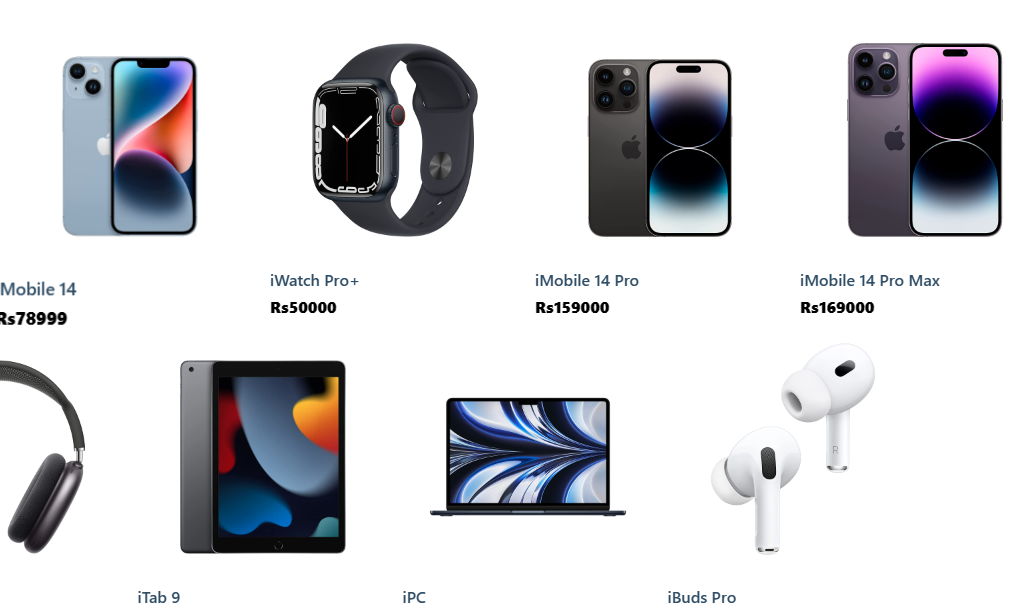 Mobile 14
Rs78999
iWatch Pro+
Rs50000
iMobile 14 Pro
Rs159000
iMobile 14 Pro Max
Rs169000
R
iTab 9
iPC
iBuds Pro